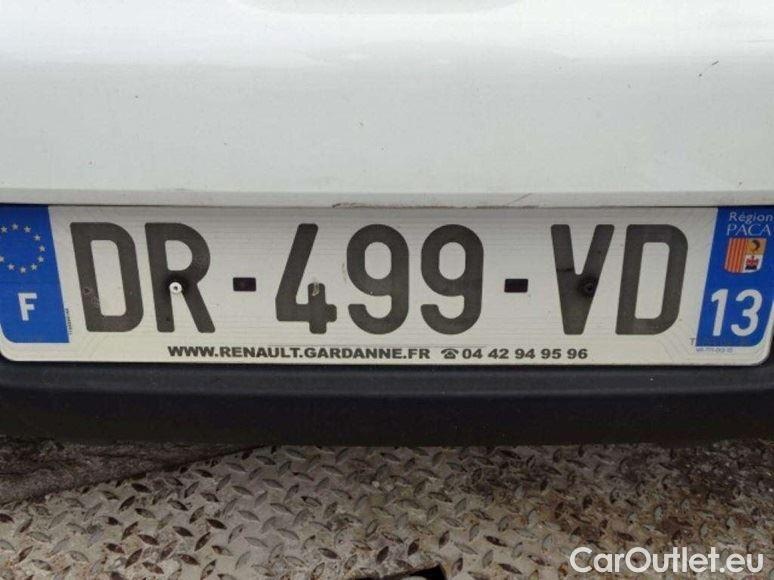 DR-499-VD
F
Région
PACA
13
WWW.RENAULT.GARDANNE.FR ☎04 42 94 95 96
CarOutlet.eu